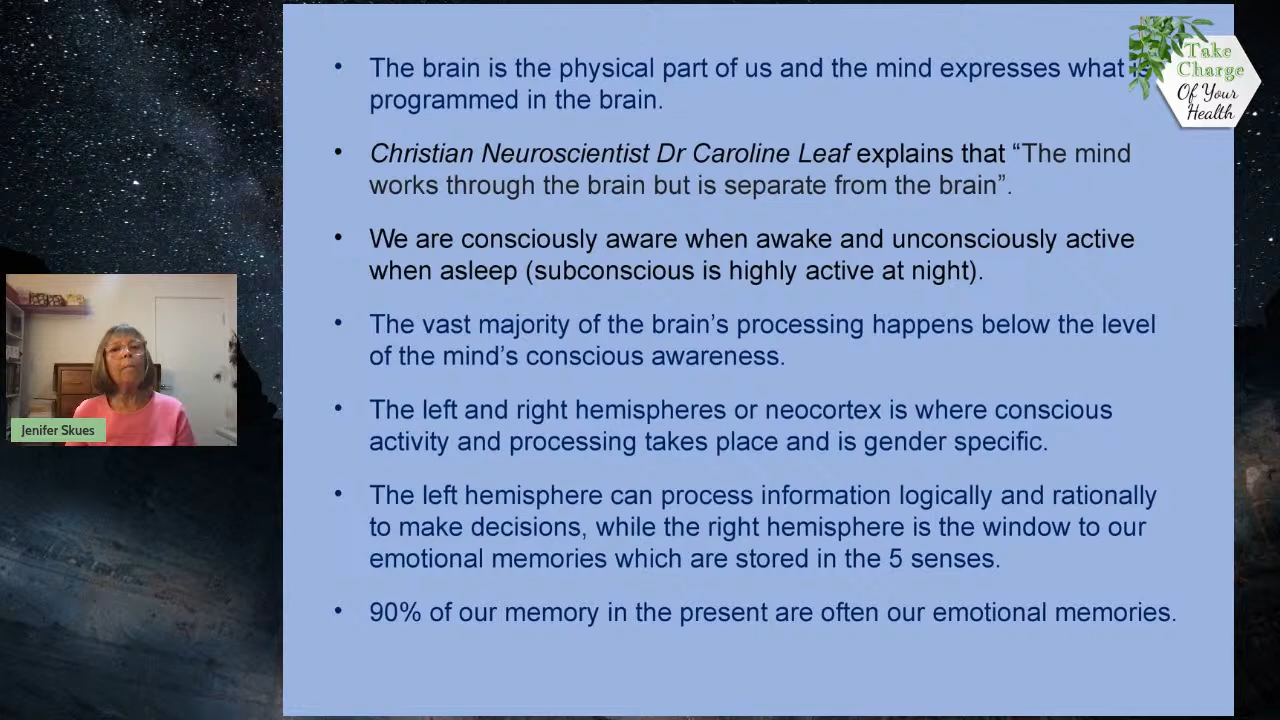 • The brain is the physical part of us and the mind expresses what is
programmed in the brain.
• Christian Neuroscientist Dr Caroline Leaf explains that “The mind
works through the brain but is separate from the brain”.
• We are consciously aware when awake and unconsciously active
when asleep (subconscious is highly active at night).
• The vast majority of the brain’s processing happens below the level
of the mind’s conscious awareness.
• The left and right hemispheres or neocortex is where conscious
activity and processing takes place and is gender specific.
• The left hemisphere can process information logically and rationally
to make decisions, while the right hemisphere is the window to our
emotional memories which are stored in the 5 senses.
• 90% of our memory in the present are often our emotional memories.
Take
Charge
Of Your
Health
Jenifer Skues